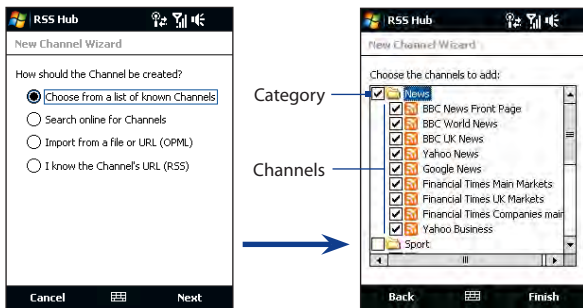 RSS Hub
New Channel Wizard
How should the Channel be created?
Choose from a list of known Channels
Search online for Channels
Import from a file or URL (OPML)
I know the Channel's URL (RSS)
Cancel
Next
Category
Channels
RSS Hub
New Channel Wizard
Choose the channels to add:
News
BBC News Front Page
BBC World News
BBC UK News
Yahoo News
Google News
Financial Times Main Markets
Financial Times UK Markets
Financial Times Companies main
Yahoo Business
Sport
Back
Finish